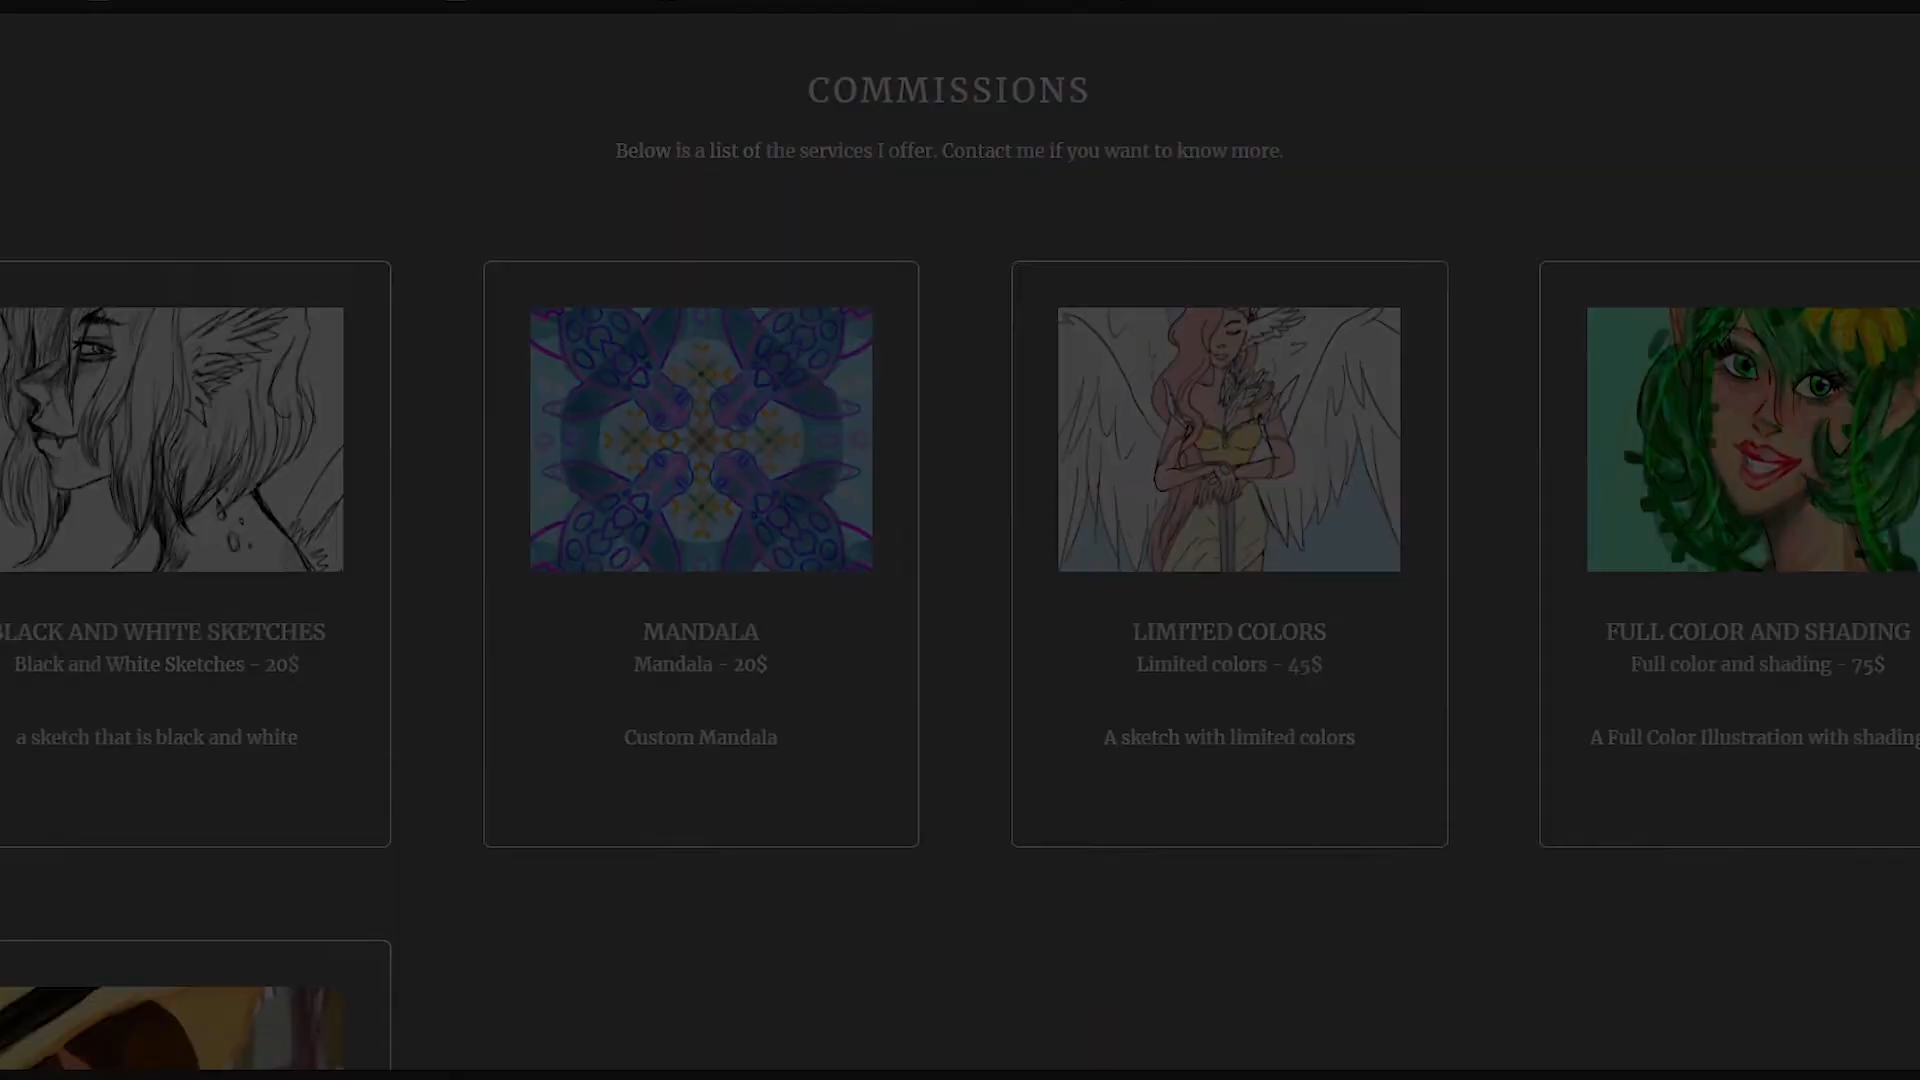 COMMISSIONS
Below is a list of the services I offer. Contact me if you want to know more.
BLACK AND WHITE SKETCHES
Black and White Sketches - 20$
a sketch that is black and white
MANDALA
Mandala - 20$
Custom Mandala
LIMITED COLORS
Limited colors - 45$
A sketch with limited colors
FULL COLOR AND SHADING
Full color and shading - 75$
A Full Color Illustration with shading